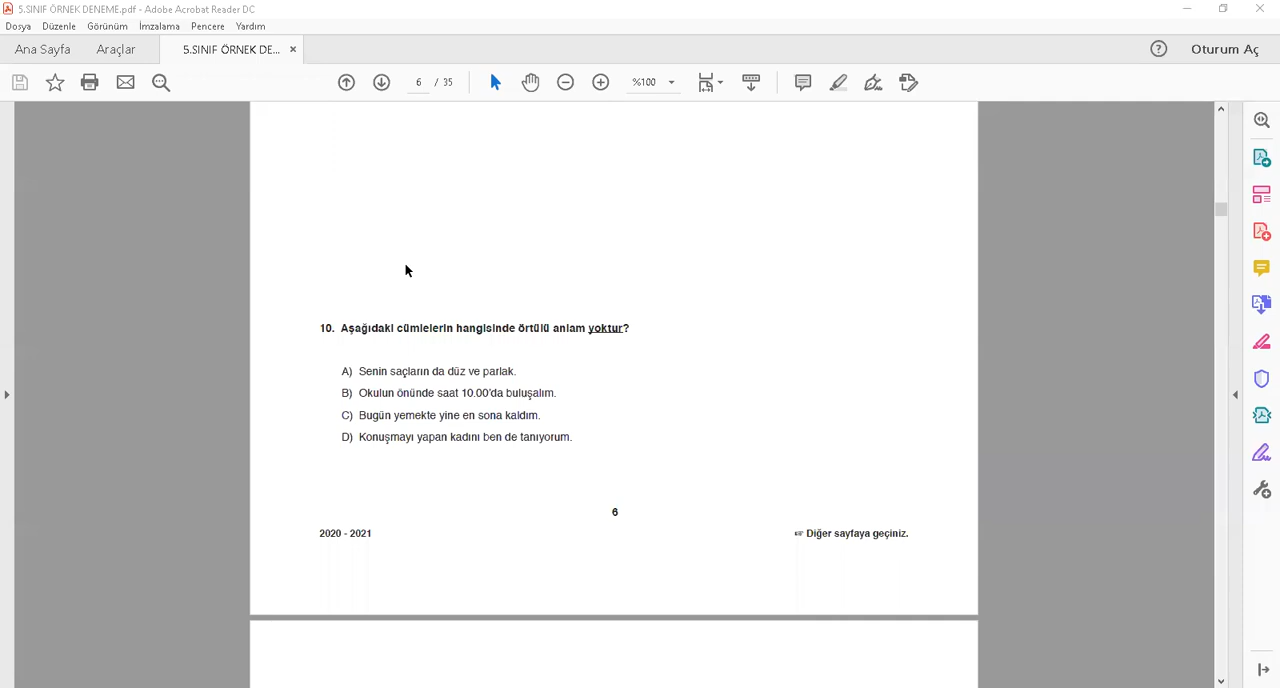 5.SINIF ÖRNEK DENEME.pdf - Adobe Acrobat Reader DC
Dosya Düzenle Görünüm İmzalama Pencere Yardım
Ana Sayfa Araçlar 5.SINIF ÖRNEK DE... × Oturum Aç
6 / 35 %100
10. Aşağıdaki cümlelerin hangisinde örtülü anlam yoktur?
A) Senin saçların da düz ve parlak.
B) Okulun önünde saat 10.00'da buluşalım.
C) Bugün yemekte yine en sona kaldım.
D) Konuşmayı yapan kadını ben de tanıyorum.
6
2020 - 2021 ☞ Diğer sayfaya geçiniz.